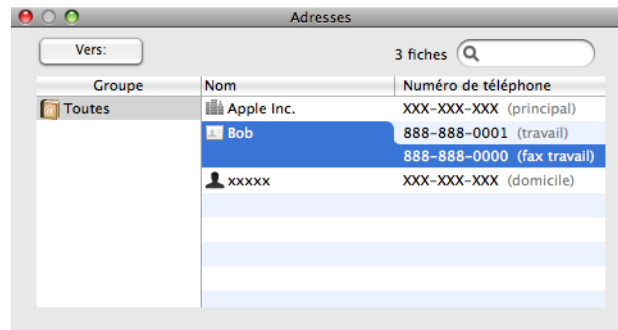 Adresses
Vers:
3 fiches
Groupe Nom Numéro de téléphone
Toutes Apple Inc. XXX-XXX-XXX (principal)
Bob 888-888-0001 (travail)
888-888-0000 (fax travail)
xxxxx XXX-XXX-XXX (domicile)